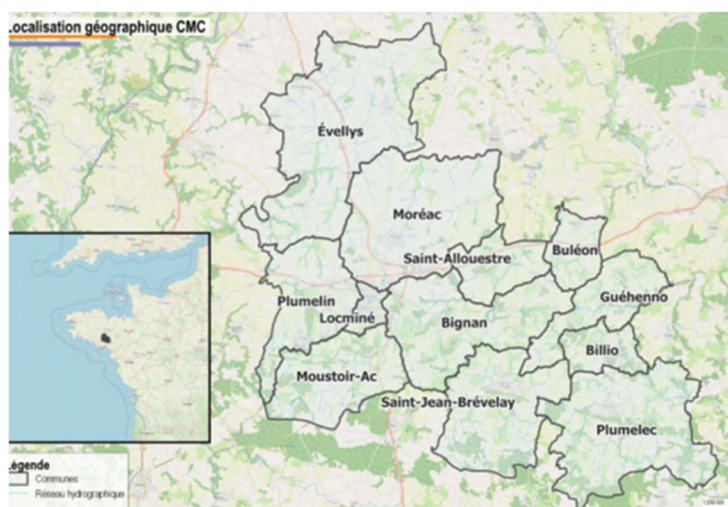 Localisation géographique CMC
Évellys
Moréac
Saint-Allouestre
Buléon
Plumelin
Locminé
Guéhenno
Bignan
Billio
Moustoir-Ac
Saint-Jean-Brévelay
Plumelec
Légende
Communes
Réseau hydrographique